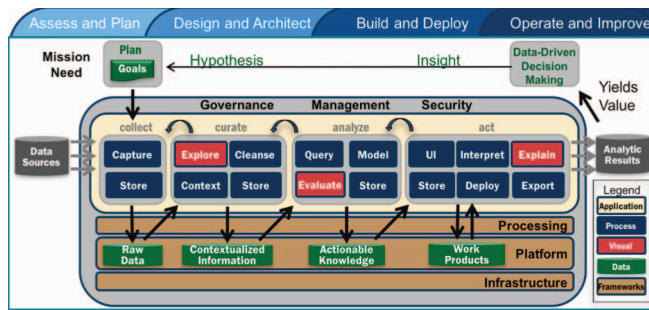 Assess and Plan
Design and Architect
Build and Deploy
Operate and Improve
Mission
Need
Plan
Goals
Hypothesis
Insight
Data-Driven
Decision
Making
Yields
Value
Governance
Management
Security
collect
curate
analyze
act
Data
Sources
Capture
Store
Explore
Cleanse
Context
Store
Query
Model
Evaluate
Store
UI
Interpret
Explain
Store
Deploy
Export
Analytic
Results
Processing
Raw
Data
Contextualized
Information
Actionable
Knowledge
Work
Products
Platform
Infrastructure
Legend
Application
Process
Visual
Data
Frameworks